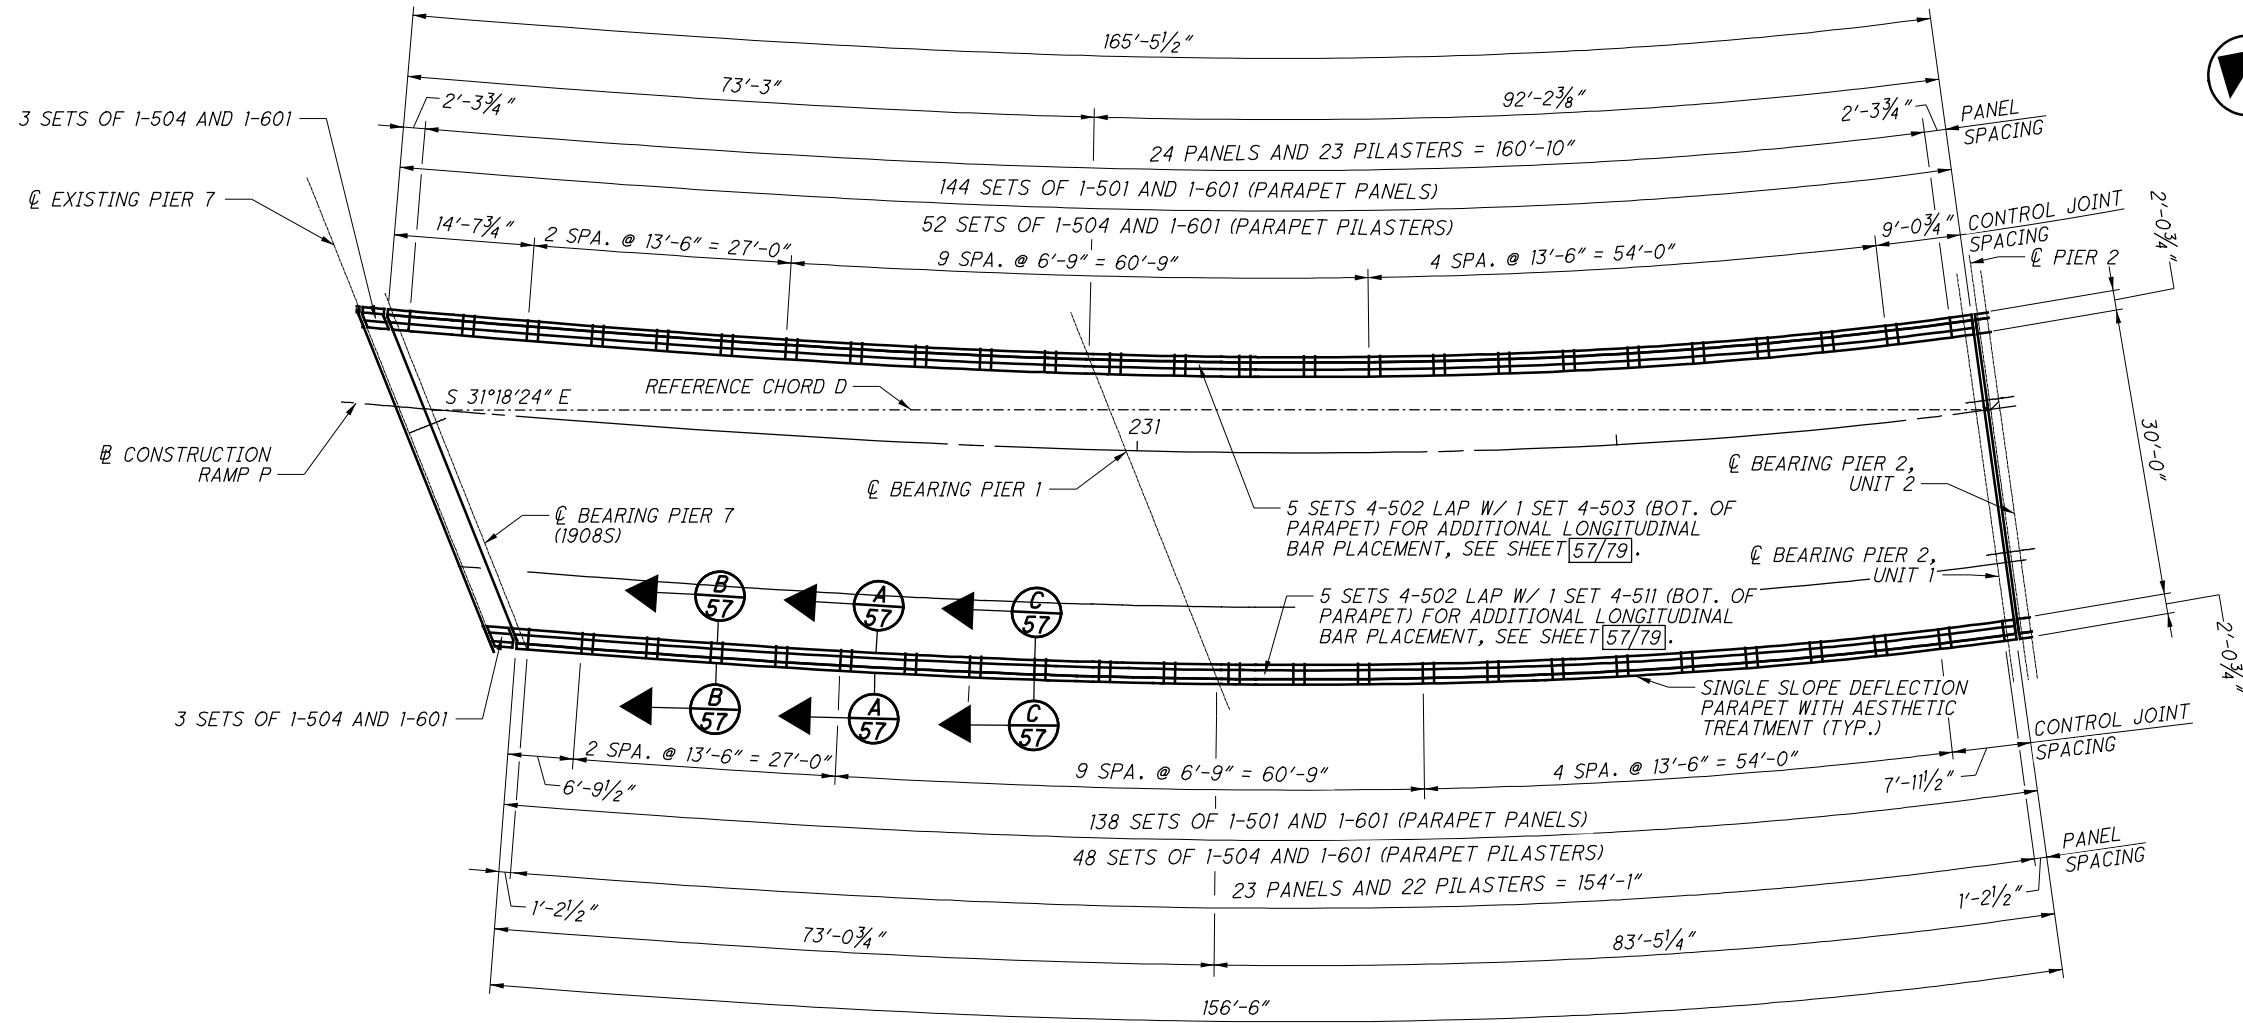 165'-5½"
73'-3"
92'-2⅜"
2'-3¾"
2'-3¾"
PANEL
SPACING
3 SETS OF 1-504 AND 1-601
24 PANELS AND 23 PILASTERS = 160'-10"
144 SETS OF 1-501 AND 1-601 (PARAPET PANELS)
℄ EXISTING PIER 7
52 SETS OF 1-504 AND 1-601 (PARAPET PILASTERS)
14'-7¾"
2 SPA. @ 13'-6" = 27'-0"
9 SPA. @ 6'-9" = 60'-9"
4 SPA. @ 13'-6" = 54'-0"
9'-0¾"
CONTROL JOINT
SPACING
℄ PIER 2
2'-0¾"
REFERENCE CHORD D
S 31°18'24" E
231
B CONSTRUCTION
RAMP P
30'-0"
℄ BEARING PIER 1
℄ BEARING PIER 2,
UNIT 2
℄ BEARING PIER 7
(1908S)
5 SETS 4-502 LAP W/ 1 SET 4-503 (BOT. OF
PARAPET) FOR ADDITIONAL LONGITUDINAL
BAR PLACEMENT, SEE SHEET 57/79.
℄ BEARING PIER 2,
UNIT 1
B
57
A
57
C
57
5 SETS 4-502 LAP W/ 1 SET 4-511 (BOT. OF
PARAPET) FOR ADDITIONAL LONGITUDINAL
BAR PLACEMENT, SEE SHEET 57/79.
2'-0¾"
B
57
A
57
C
57
SINGLE SLOPE DEFLECTION
PARAPET WITH AESTHETIC
TREATMENT (TYP.)
3 SETS OF 1-504 AND 1-601
CONTROL JOINT
SPACING
2 SPA. @ 13'-6" = 27'-0"
9 SPA. @ 6'-9" = 60'-9"
4 SPA. @ 13'-6" = 54'-0"
6'-9½"
7'-11½"
138 SETS OF 1-501 AND 1-601 (PARAPET PANELS)
48 SETS OF 1-504 AND 1-601 (PARAPET PILASTERS)
PANEL
SPACING
23 PANELS AND 22 PILASTERS = 154'-1"
1'-2½"
1'-2½"
73'-0¾"
83'-5¼"
156'-6"